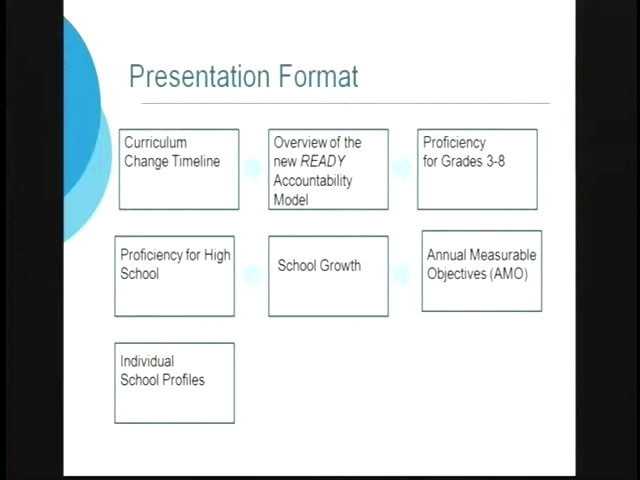 Presentation Format
Curriculum
Change Timeline
Overview of the
new READY
Accountability
Model
Proficiency
for Grades 3-8
Proficiency for High
School
School Growth
Annual Measurable
Objectives (AMO)
Individual
School Profiles